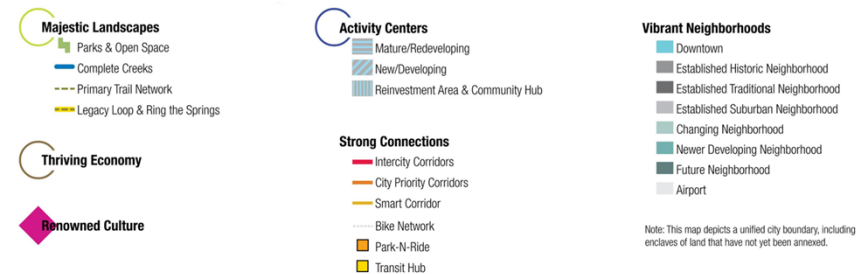 Majestic Landscapes
Parks & Open Space
Complete Creeks
Primary Trail Network
Legacy Loop & Ring the Springs
Thriving Economy
Renowned Culture
Activity Centers
Mature/Redeveloping
New/Developing
Reinvestment Area & Community Hub
Strong Connections
Intercity Corridors
City Priority Corridors
Smart Corridor
Bike Network
Park-N-Ride
Transit Hub
Vibrant Neighborhoods
Downtown
Established Historic Neighborhood
Established Traditional Neighborhood
Established Suburban Neighborhood
Changing Neighborhood
Newer Developing Neighborhood
Future Neighborhood
Airport
Note: This map depicts a unified city boundary, including
enclaves of land that have not yet been annexed.